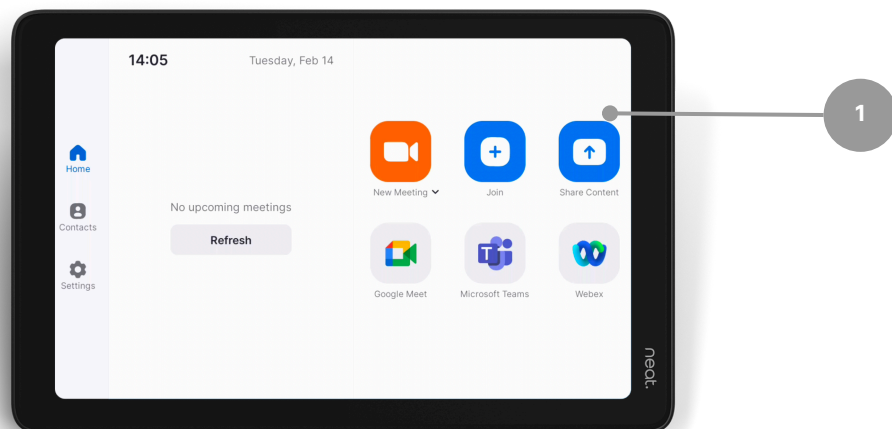 14:05
Tuesday, Feb 14
1
Home
Contacts
Settings
No upcoming meetings
Refresh
New Meeting
Join
Share Content
Google Meet
Microsoft Teams
Webex
neat.